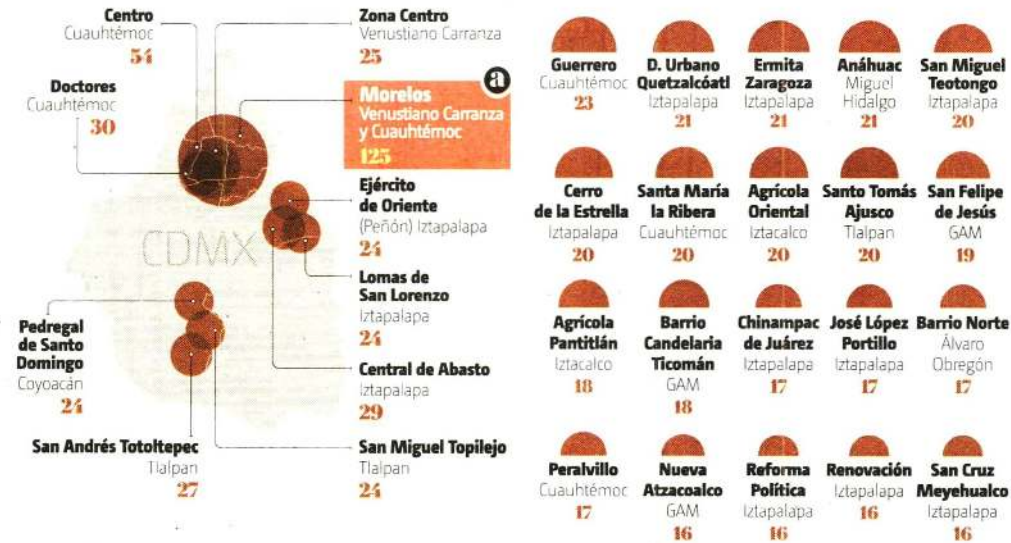 Centro
Cuauhtémoc
54
Zona Centro
Venustiano Carranza
25
Doctores
Cuauhtémoc
30
a
Morelos
Venustiano Carranza
y Cuauhtémoc
125
Ejército
de Oriente
(Peñón) Iztapalapa
24
CDMX
Lomas de
San Lorenzo
Iztapalapa
24
Pedregal
de Santo
Domingo
Coyoacán
24
Central de Abasto
Iztapalapa
29
San Andrés Totoltepec
Tlalpan
27
San Miguel Topilejo
Tlalpan
24
Guerrero
Cuauhtémoc
23
D. Urbano
Quetzalcóatl
Iztapalapa
21
Ermita
Zaragoza
Iztapalapa
21
Anáhuac
Miguel
Hidalgo
21
San Miguel
Teotongo
Iztapalapa
20
Cerro
de la Estrella
Iztapalapa
20
Santa María
la Ribera
Cuauhtémoc
20
Agrícola
Oriental
Iztacalco
20
Santo Tomás
Ajusco
Tlalpan
20
San Felipe
de Jesús
GAM
19
Agrícola
Pantitlán
Iztacalco
18
Barrio
Candelaria
Ticomán
GAM
18
Chinampac
de Juárez
Iztapalapa
17
José López
Portillo
Iztapalapa
17
Barrio Norte
Álvaro
Obregón
17
Peralvillo
Cuauhtémoc
17
Nueva
Atzacoalco
GAM
16
Reforma
Política
Iztapalapa
16
Renovación
Iztapalapa
16
San Cruz
Meyehualco
Iztapalapa
16